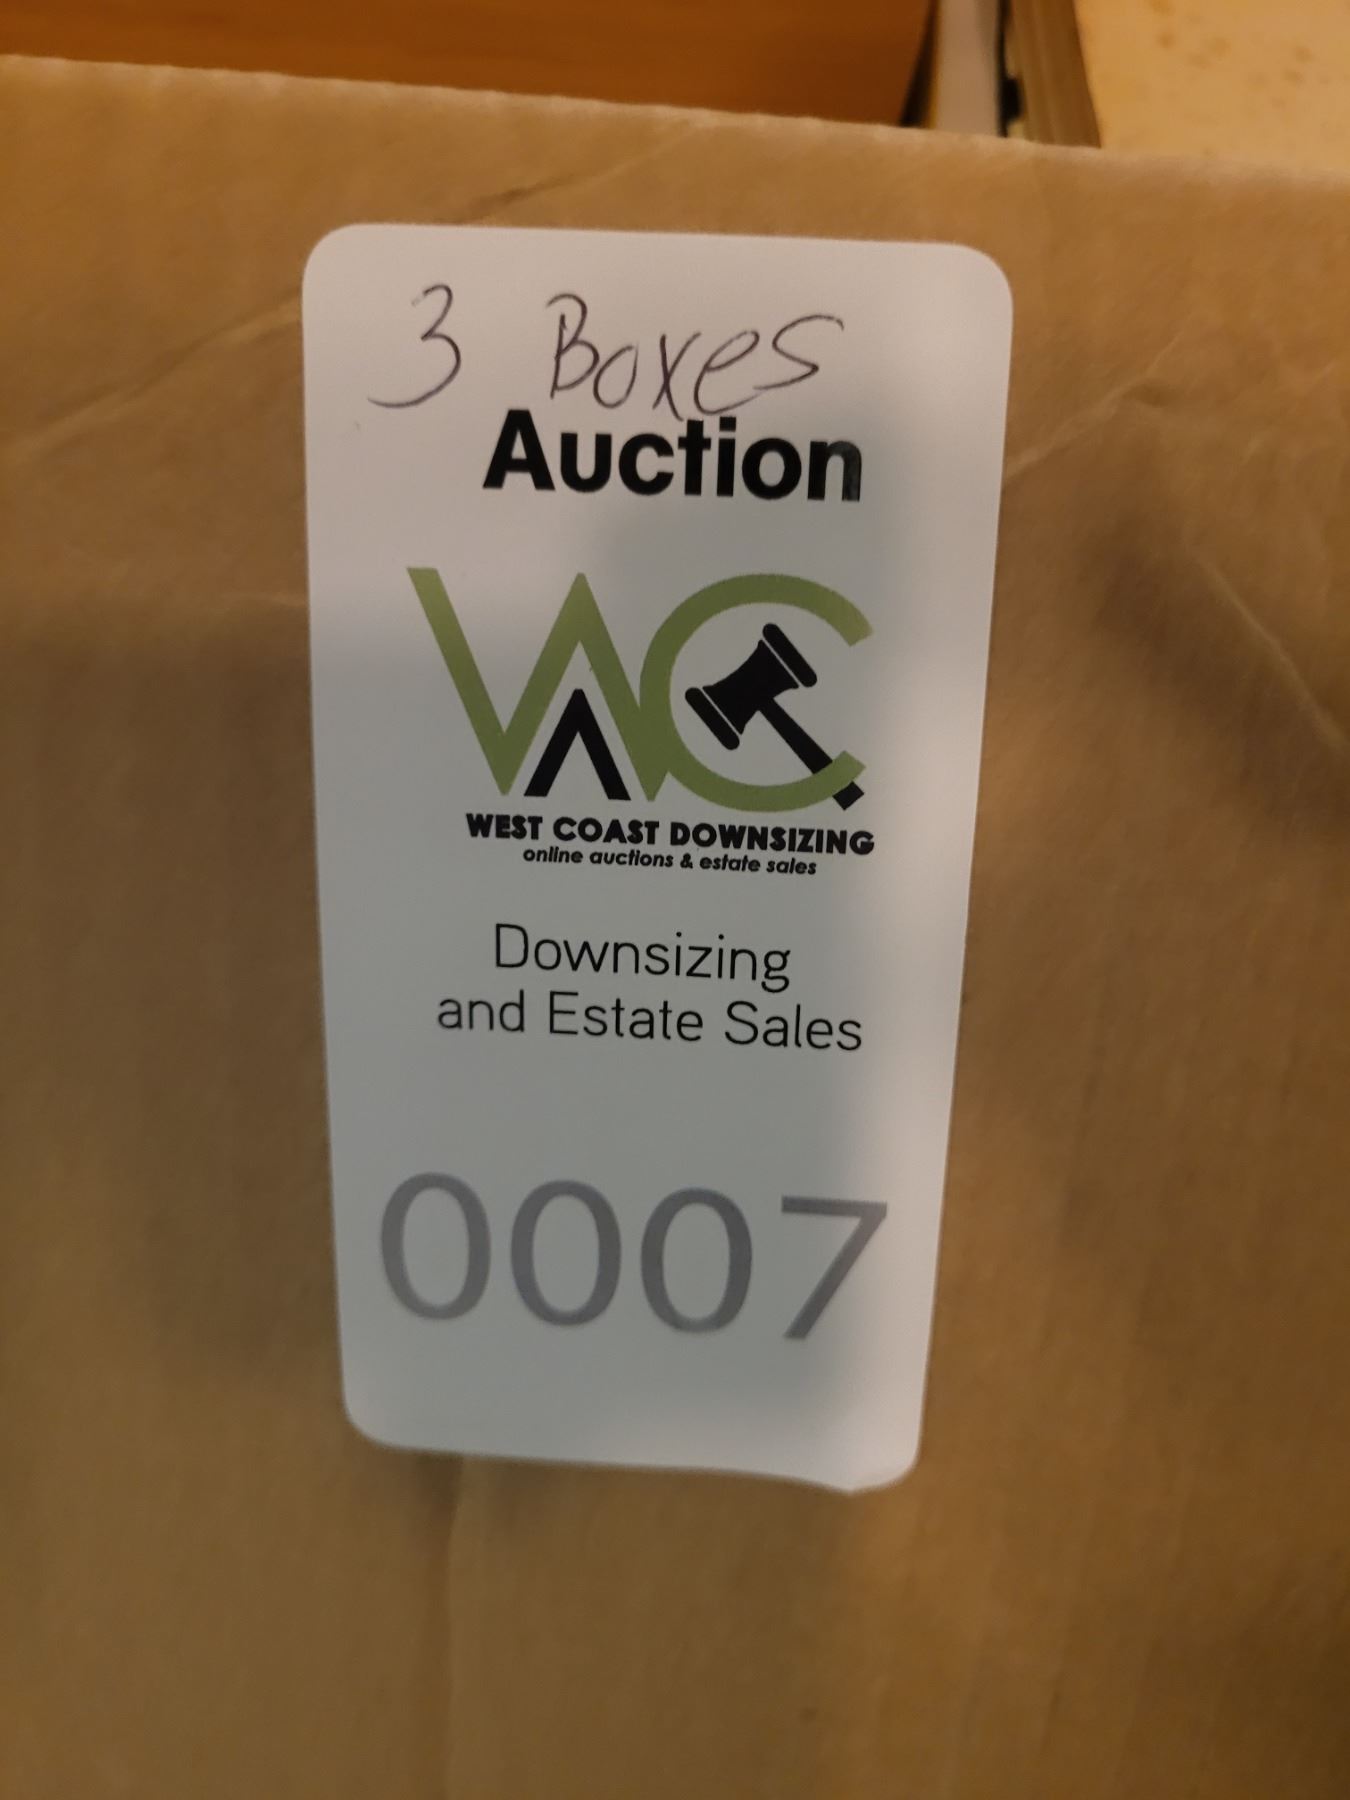 3 Boxes
Auction
WC
WEST COAST DOWNSIZING
online auctions & estate sales
Downsizing
and Estate Sales
0007